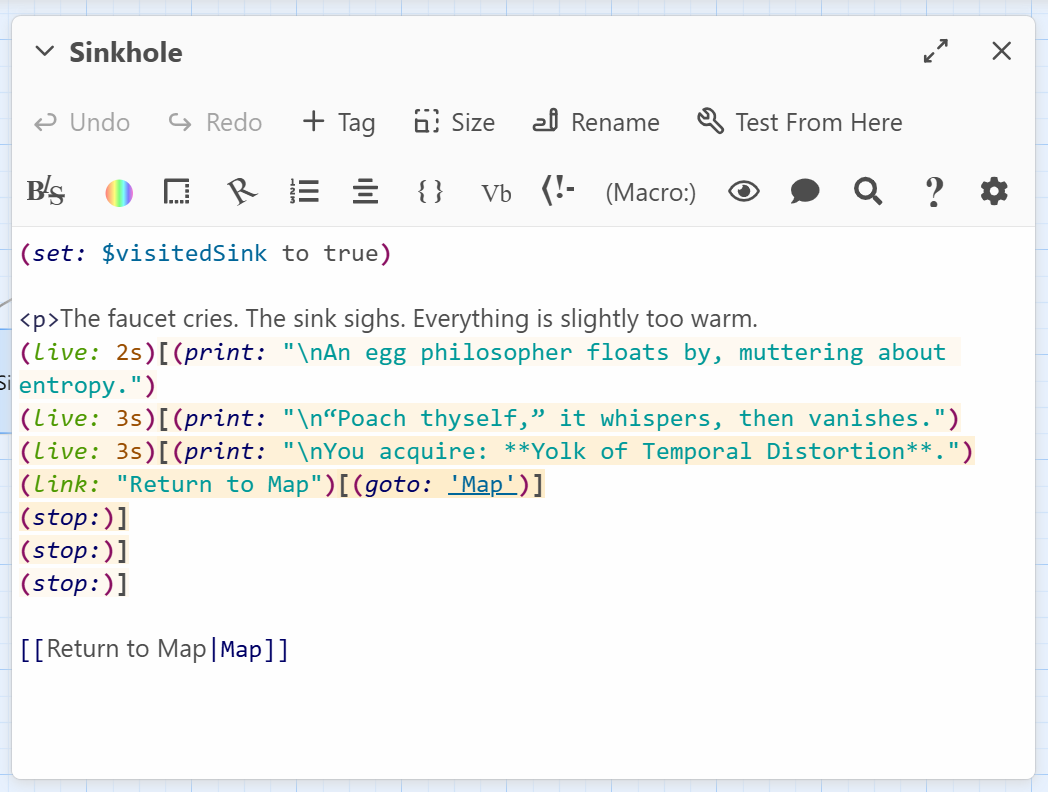 Sinkhole
Undo Redo + Tag Size Rename Test From Here
BIS { } Vb (!- (Macro:) ?
(set: $visitedSink to true)
<p>The faucet cries. The sink sighs. Everything is slightly too warm.
(live: 2s)[(print: "\nAn egg philosopher floats by, muttering about
entropy.")
(live: 3s)[(print: "\n“Poach thyself,” it whispers, then vanishes.")
(live: 3s)[(print: "\nYou acquire: **Yolk of Temporal Distortion**.")
(link: "Return to Map")[(goto: 'Map')]
(stop:)]
(stop:)]
(stop:)]
[[Return to Map|Map]]
Si